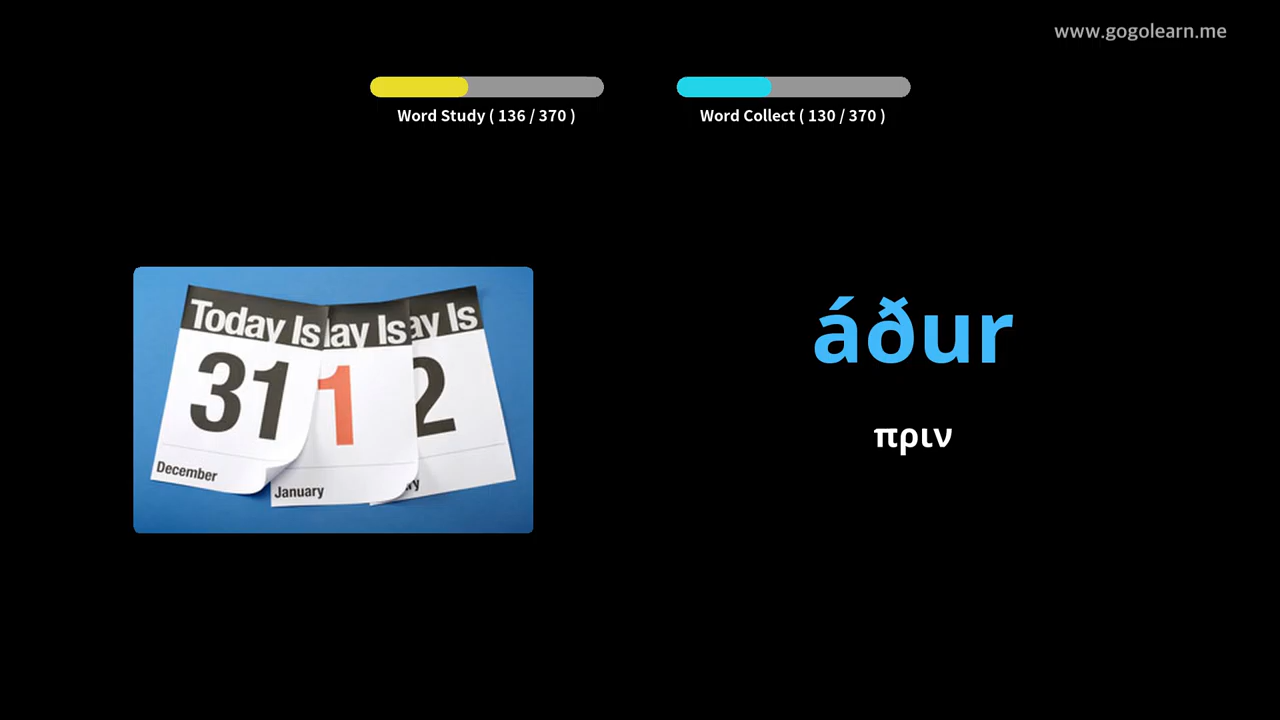 www.gogolearn.me
Word Study ( 136 / 370 )
Word Collect ( 130 / 370 )
Today Is
ay Is
ay Is
31
1
2
December
January
ry
áður
πριν